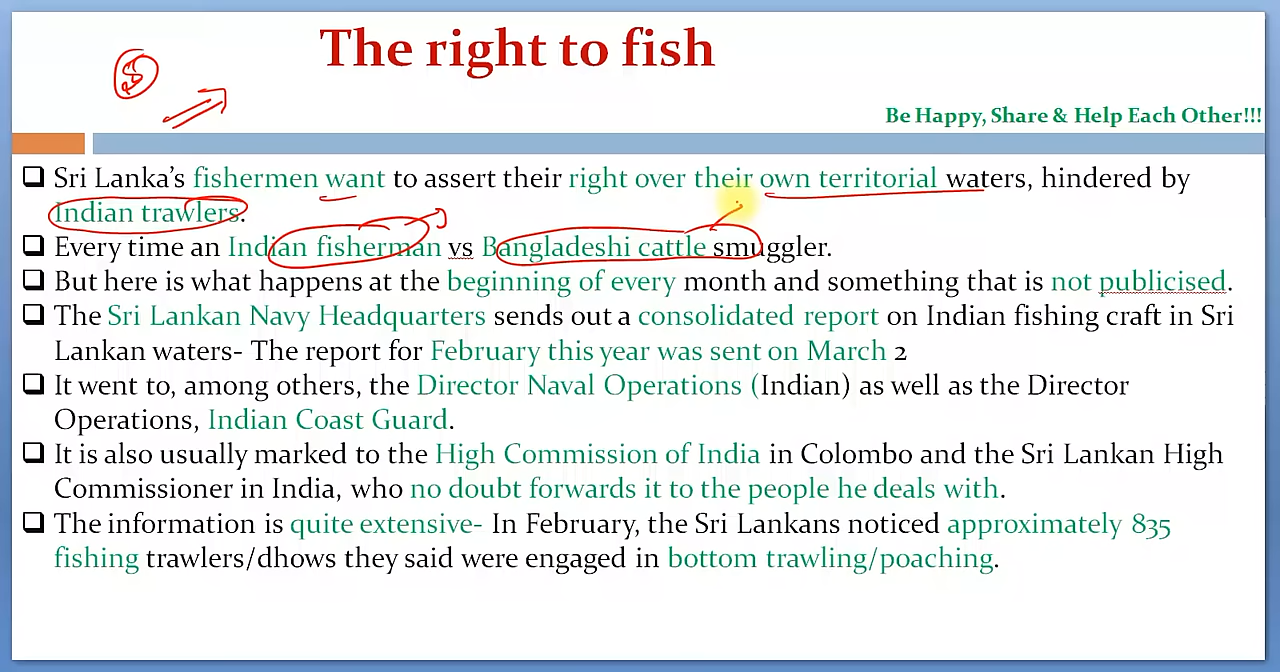 The right to fish
Be Happy, Share & Help Each Other!!!
❑ Sri Lanka's fishermen want to assert their right over their own territorial waters, hindered by
Indian trawlers.
❑ Every time an Indian fisherman vs Bangladeshi cattle smuggler.
❑ But here is what happens at the beginning of every month and something that is not publicised.
❑ The Sri Lankan Navy Headquarters sends out a consolidated report on Indian fishing craft in Sri
Lankan waters- The report for February this year was sent on March 2
❑ It went to, among others, the Director Naval Operations (Indian) as well as the Director
Operations, Indian Coast Guard.
❑ It is also usually marked to the High Commission of India in Colombo and the Sri Lankan High
Commissioner in India, who no doubt forwards it to the people he deals with.
❑ The information is quite extensive- In February, the Sri Lankans noticed approximately 835
fishing trawlers/dhows they said were engaged in bottom trawling/poaching.